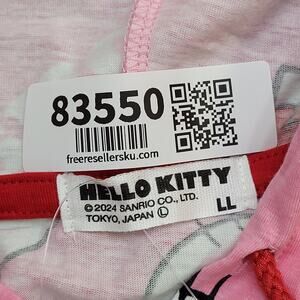 83550
freeresellersku.com
HELLO KITTY
© 2024 SANRIO CO., LTD.
TOKYO, JAPAN Ⓛ
LL